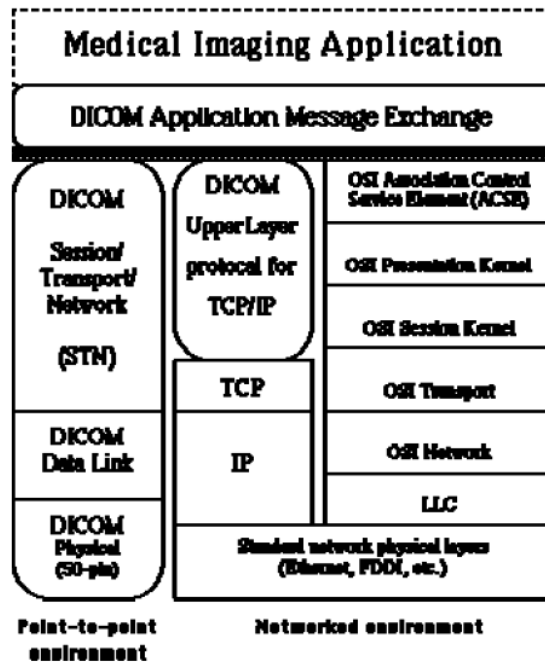 Medical Imaging Application
DICOM Application Message Exchange
DICOM
Session/
Transport/
Network
(STN)
DICOM
Data Link
DICOM
Physical
(50-pin)
DICOM
Upper Layer
protocal for
TCP/IP
TCP
IP
OSI Association Control
Service Element (ACSE)
OSI Presentation Kernel
OSI Session Kernel
OSI Transport
OSI Network
LLC
Standard network physical layers
(Ethernet, FDDI, etc.)
Point-to-point
environment
Networked environment